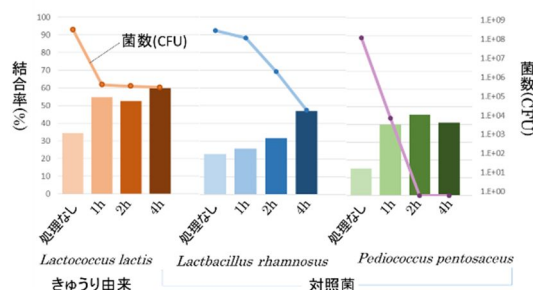 結合率(%)
100
90
80
70
60
50
40
30
20
10
0
菌数(CFU)
1.E+09
1.E+08
1.E+07
1.E+06
1.E+05
1.E+04
1.E+03
1.E+02
1.E+01
1.E+00
菌数(CFU)
処理なし 1h 2h 4h
処理なし 1h 2h 4h
処理なし 1h 2h 4h
Lactococcus lactis
Lactbacillus rhamnosus
Pediococcus pentosaceus
きゅうり由来
対照菌